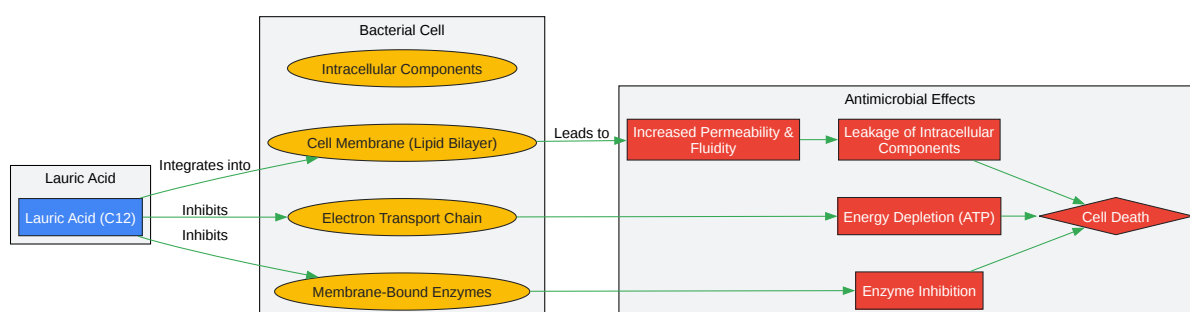 Bacterial Cell
Intracellular Components
Antimicrobial Effects
Leads to
Increased Permeability &
Fluidity
Leakage of Intracellular
Components
Cell Membrane (Lipid Bilayer)
Integrates into
Lauric Acid
Lauric Acid (C12)
Inhibits
Electron Transport Chain
Energy Depletion (ATP)
Cell Death
Inhibits
Membrane-Bound Enzymes
Enzyme Inhibition